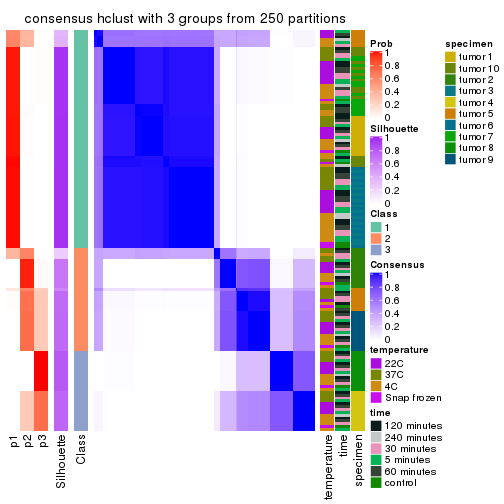 consensus hclust with 3 groups from 250 partitions
p1
p2
p3
Silhouette
Class
temperature
time
specimen
Prob
1
0.8
0.6
0.4
0.2
0
Silhouette
1
0.8
0.6
0.4
0.2
0
Class
1
2
3
Consensus
1
0.8
0.6
0.4
0.2
0
temperature
22C
37C
4C
Snap frozen
time
120 minutes
240 minutes
30 minutes
5 minutes
60 minutes
control
specimen
tumor 1
tumor 10
tumor 2
tumor 3
tumor 4
tumor 5
tumor 6
tumor 7
tumor 8
tumor 9